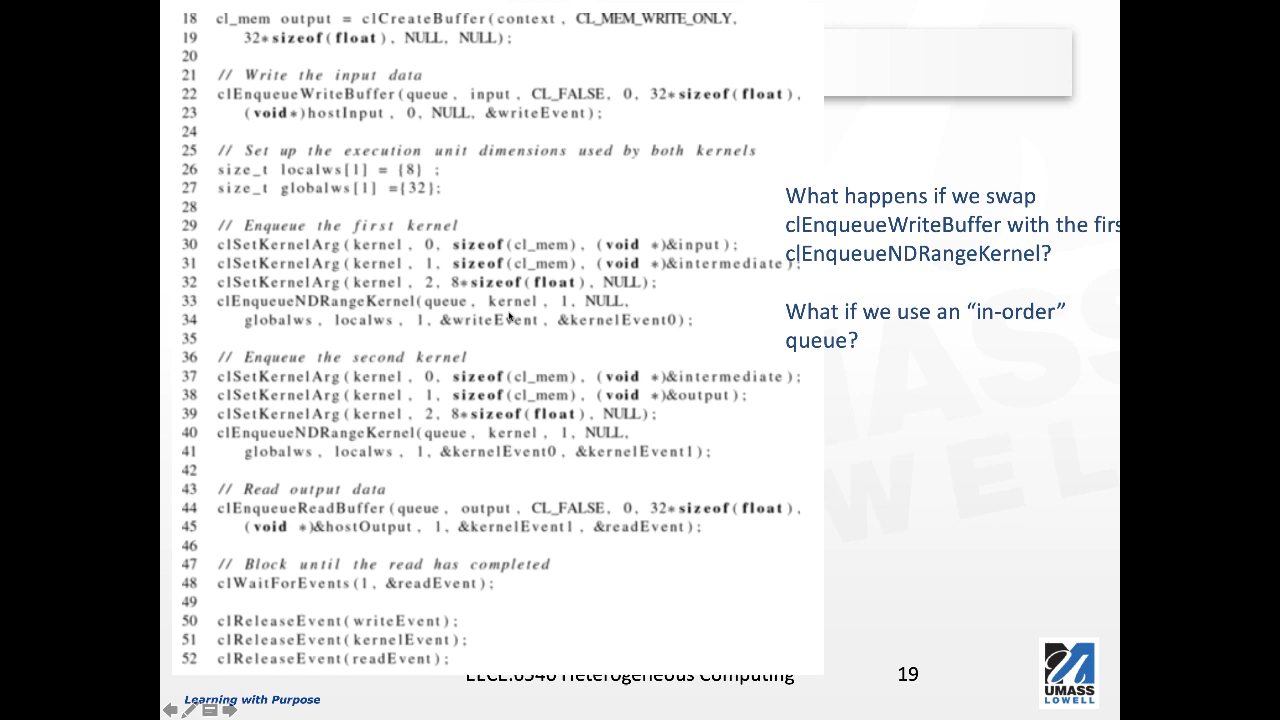 18 cl_mem output = clCreateBuffer(context, CL_MEM_WRITE_ONLY,
19 32*sizeof(float), NULL, NULL);
20
21 // Write the input data
22 clEnqueueWriteBuffer(queue, input, CL_FALSE, 0, 32*sizeof(float),
23 (void*)hostInput, 0, NULL, &writeEvent);
24
25 // Set up the execution unit dimensions used by both kernels
26 size_t localws[1] = {8} ;
27 size_t globalws[1] ={32};
28
29 // Enqueue the first kernel
30 clSetKernelArg(kernel, 0, sizeof(cl_mem), (void *)&input);
31 clSetKernelArg(kernel, 1, sizeof(cl_mem), (void *)&intermediate);
32 clSetKernelArg(kernel, 2, 8*sizeof(float), NULL);
33 clEnqueueNDRangeKernel(queue, kernel, 1, NULL,
34 globalws, localws, 1, &writeEvent, &kernelEvent0);
35
36 // Enqueue the second kernel
37 clSetKernelArg(kernel, 0, sizeof(cl_mem), (void *)&intermediate);
38 clSetKernelArg(kernel, 1, sizeof(cl_mem), (void *)&output);
39 clSetKernelArg(kernel, 2, 8*sizeof(float), NULL);
40 clEnqueueNDRangeKernel(queue, kernel, 1, NULL,
41 globalws, localws, 1, &kernelEvent0, &kernelEvent1);
42
43 // Read output data
44 clEnqueueReadBuffer(queue, output, CL_FALSE, 0, 32*sizeof(float),
45 (void *)&hostOutput, 1, &kernelEvent1, &readEvent);
46
47 // Block until the read has completed
48 clWaitForEvents(1, &readEvent);
49
50 clReleaseEvent(writeEvent);
51 clReleaseEvent(kernelEvent);
52 clReleaseEvent(readEvent);
What happens if we swap
clEnqueueWriteBuffer with the firs
clEnqueueNDRangeKernel?
What if we use an “in-order”
queue?
EECE.6540 Heterogeneous Computing
19
Learning with Purpose
UMASS
LOWELL